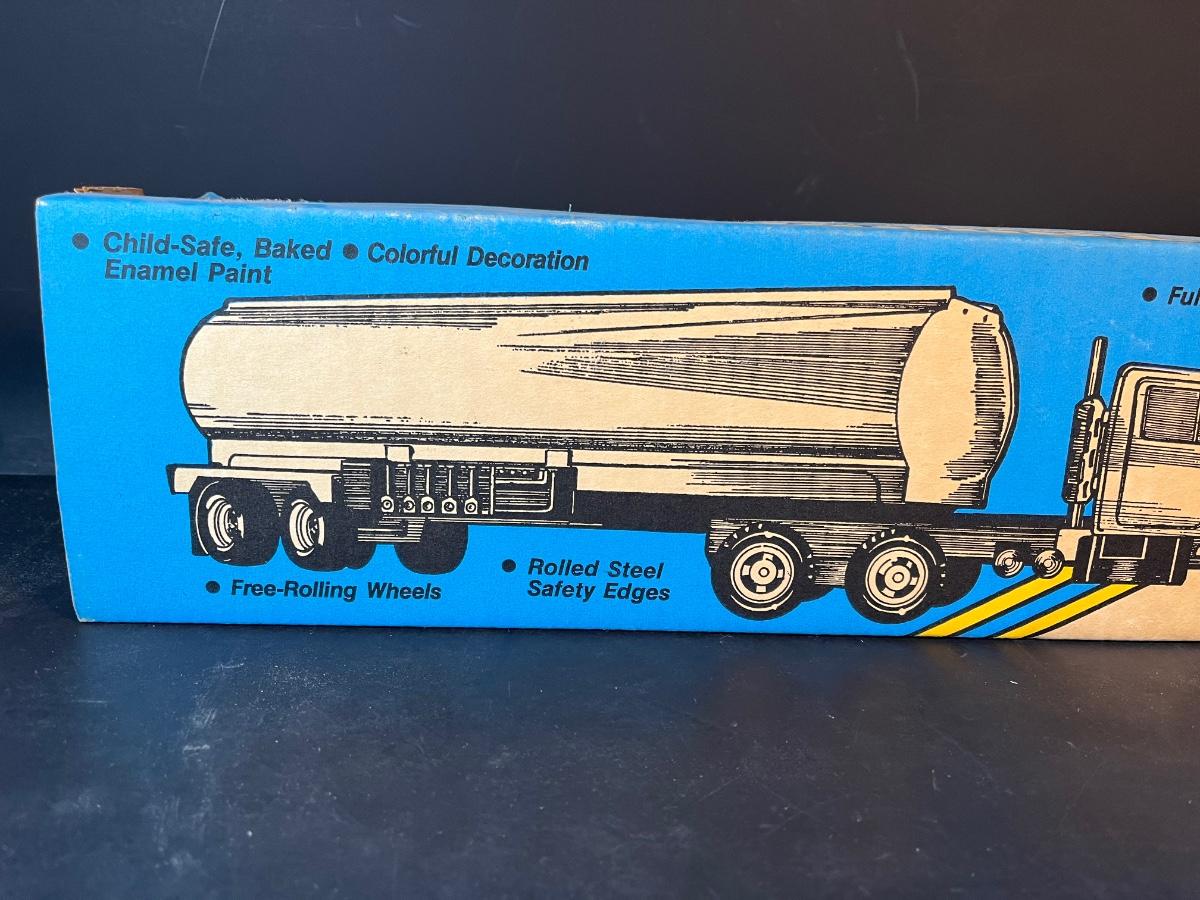 ● Child-Safe, Baked ● Colorful Decoration
Enamel Paint
● Free-Rolling Wheels
● Rolled Steel
Safety Edges